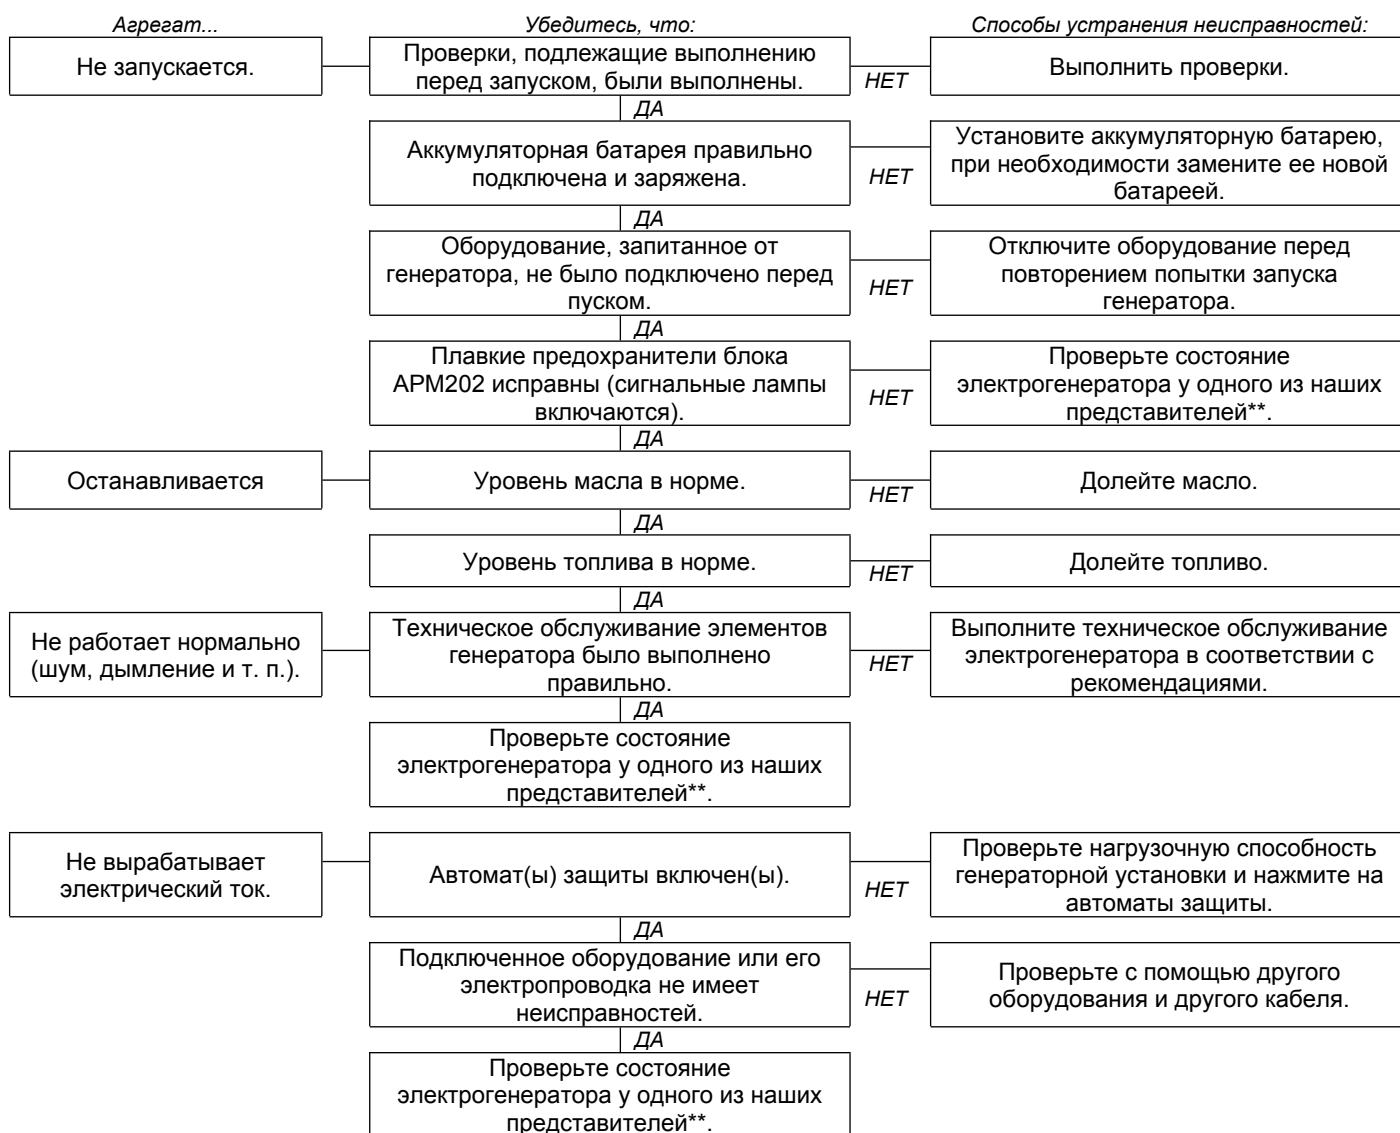 Агрегат...
Убедитесь, что:
Способы устранения неисправностей:
Не запускается.
Проверки, подлежащие выполнению
перед запуском, были выполнены.
НЕТ
Выполнить проверки.
ДА
Аккумуляторная батарея правильно
подключена и заряжена.
НЕТ
Установите аккумуляторную батарею,
при необходимости замените ее новой
батареей.
ДА
Оборудование, запитанное от
генератора, не было подключено перед
пуском.
НЕТ
Отключите оборудование перед
повторением попытки запуска
генератора.
ДА
Плавкие предохранители блока
APM202 исправны (сигнальные лампы
включаются).
НЕТ
Проверьте состояние
электрогенератора у одного из наших
представителей**.
ДА
Останавливается
Уровень масла в норме.
НЕТ
Долейте масло.
ДА
Уровень топлива в норме.
НЕТ
Долейте топливо.
ДА
Не работает нормально
(шум, дымление и т. п.).
Техническое обслуживание элементов
генератора было выполнено
правильно.
НЕТ
Выполните техническое обслуживание
электрогенератора в соответствии с
рекомендациями.
ДА
Проверьте состояние
электрогенератора у одного из наших
представителей**.
Не вырабатывает
электрический ток.
Автомат(ы) защиты включен(ы).
НЕТ
Проверьте нагрузочную способность
генераторной установки и нажмите на
автоматы защиты.
ДА
Подключенное оборудование или его
электропроводка не имеет
неисправностей.
НЕТ
Проверьте с помощью другого
оборудования и другого кабеля.
ДА
Проверьте состояние
электрогенератора у одного из наших
представителей**.